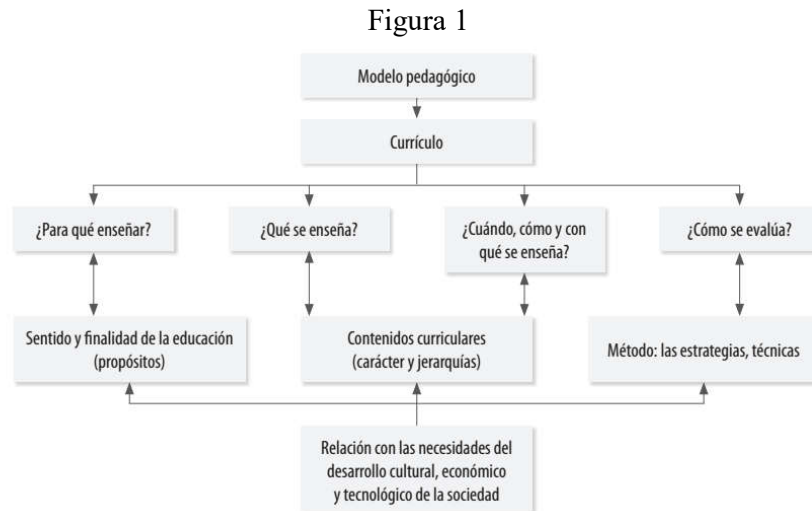 Figura 1
Modelo pedagógico
Currículo
¿Para qué enseñar?
¿Qué se enseña?
¿Cuándo, cómo y con
qué se enseña?
¿Cómo se evalúa?
Sentido y finalidad de la educación
(propósitos)
Contenidos curriculares
(carácter y jerarquías)
Método: las estrategias, técnicas
Relación con las necesidades del
desarrollo cultural, económico
y tecnológico de la sociedad